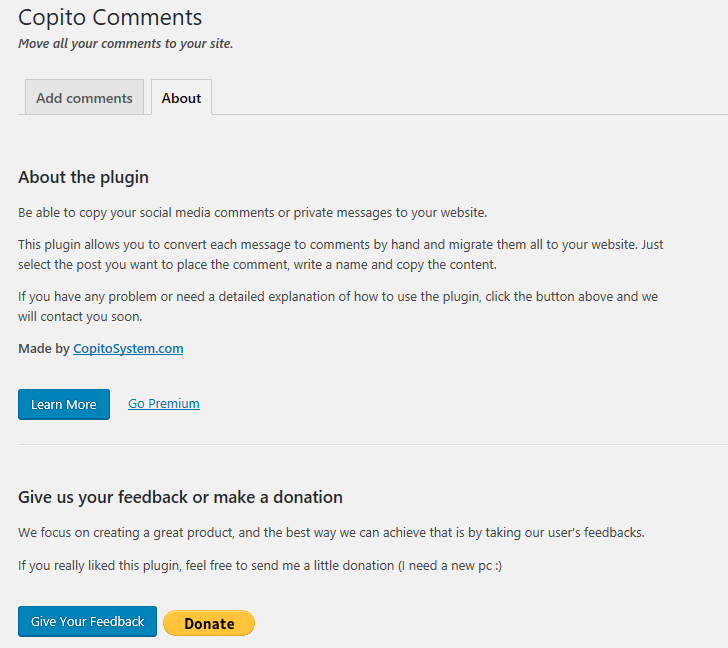 Copito Comments
Move all your comments to your site.
Add comments
About
About the plugin
Be able to copy your social media comments or private messages to your website.
This plugin allows you to convert each message to comments by hand and migrate them all to your website. Just
select the post you want to place the comment, write a name and copy the content.
If you have any problem or need a detailed explanation of how to use the plugin, click the button above and we
will contact you soon.
Made by CopitoSystem.com
Learn More
Go Premium
Give us your feedback or make a donation
We focus on creating a great product, and the best way we can achieve that is by taking our user's feedbacks.
If you really liked this plugin, feel free to send me a little donation (I need a new pc :)
Give Your Feedback
Donate